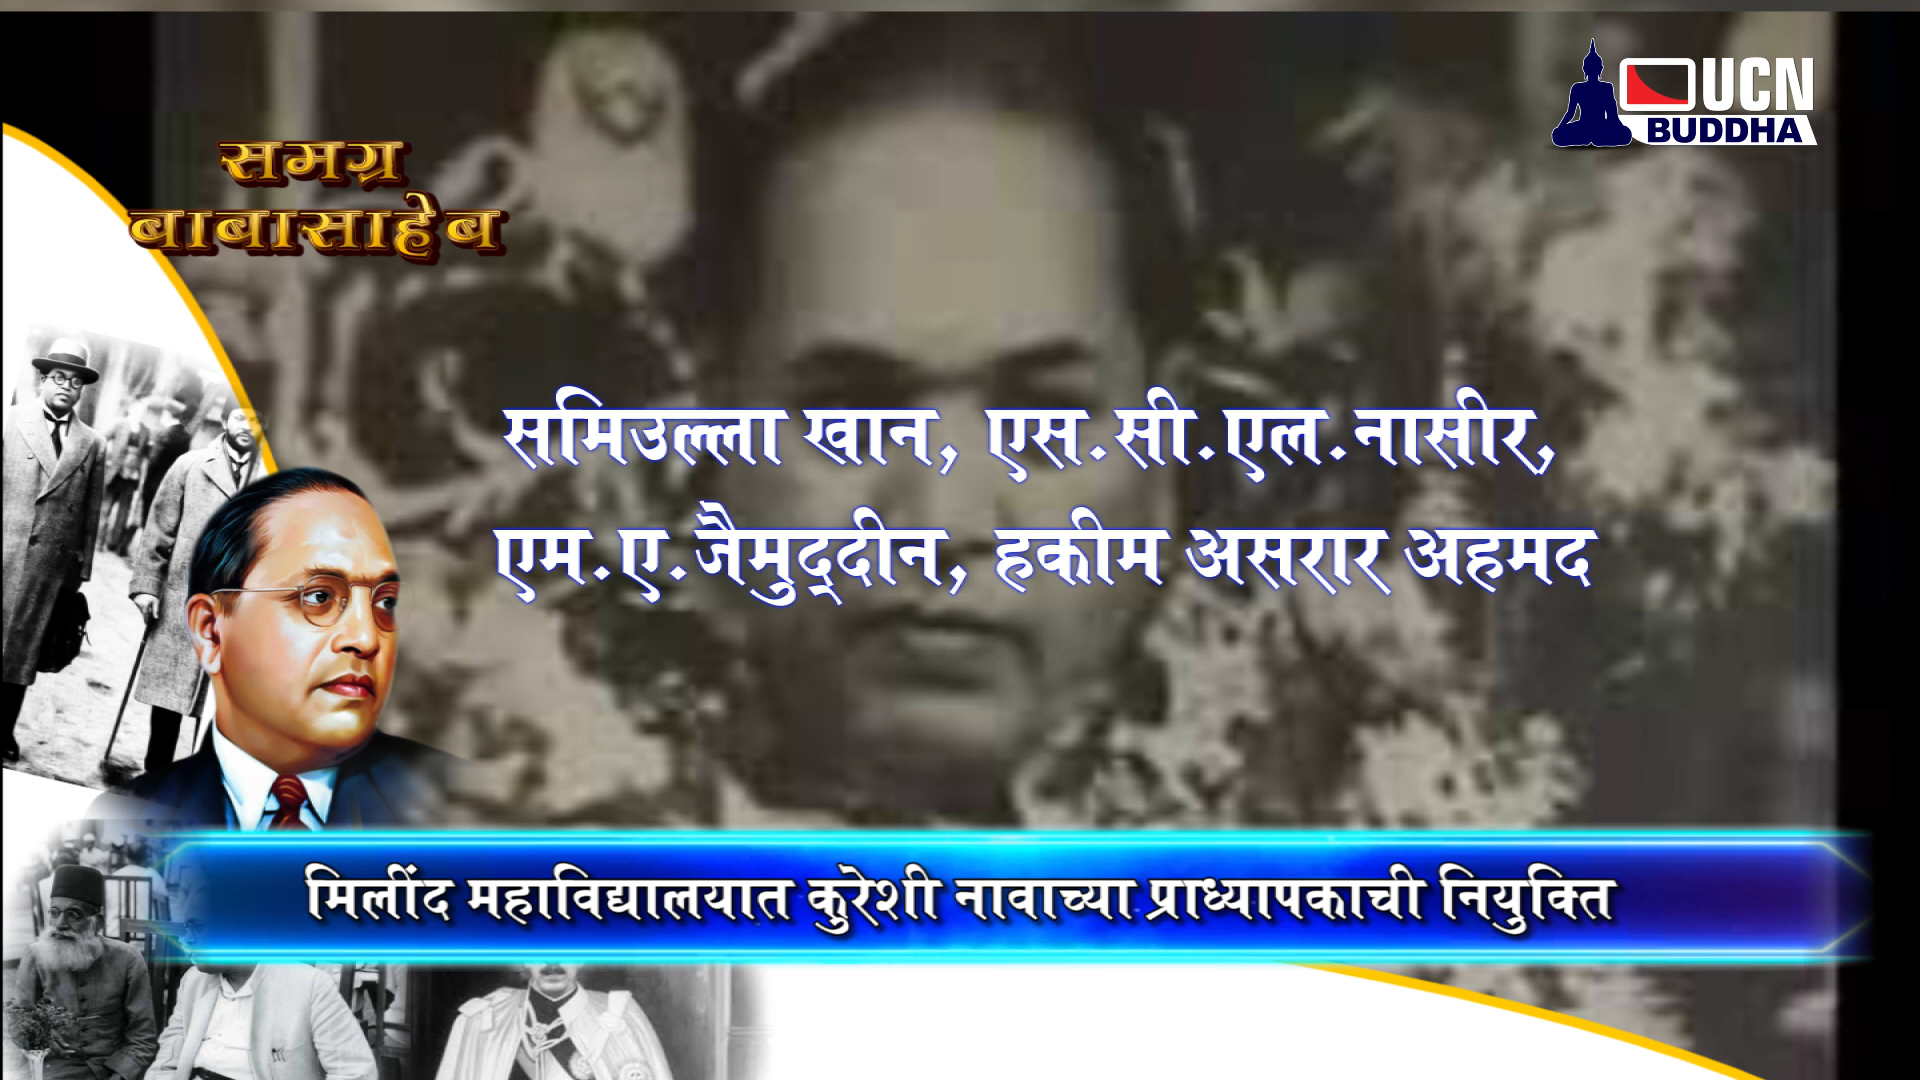 UCN
BUDDHA
समग्र
बाबासाहेब
समिउल्ला खान, एस.सी.एल.नासीर,
एम.ए.जैमुद्‌दीन, हकीम असरार अहमद
मिलींद महाविद्यालयात कुरेशी नावाच्या प्राध्यापकाची नियुक्ति